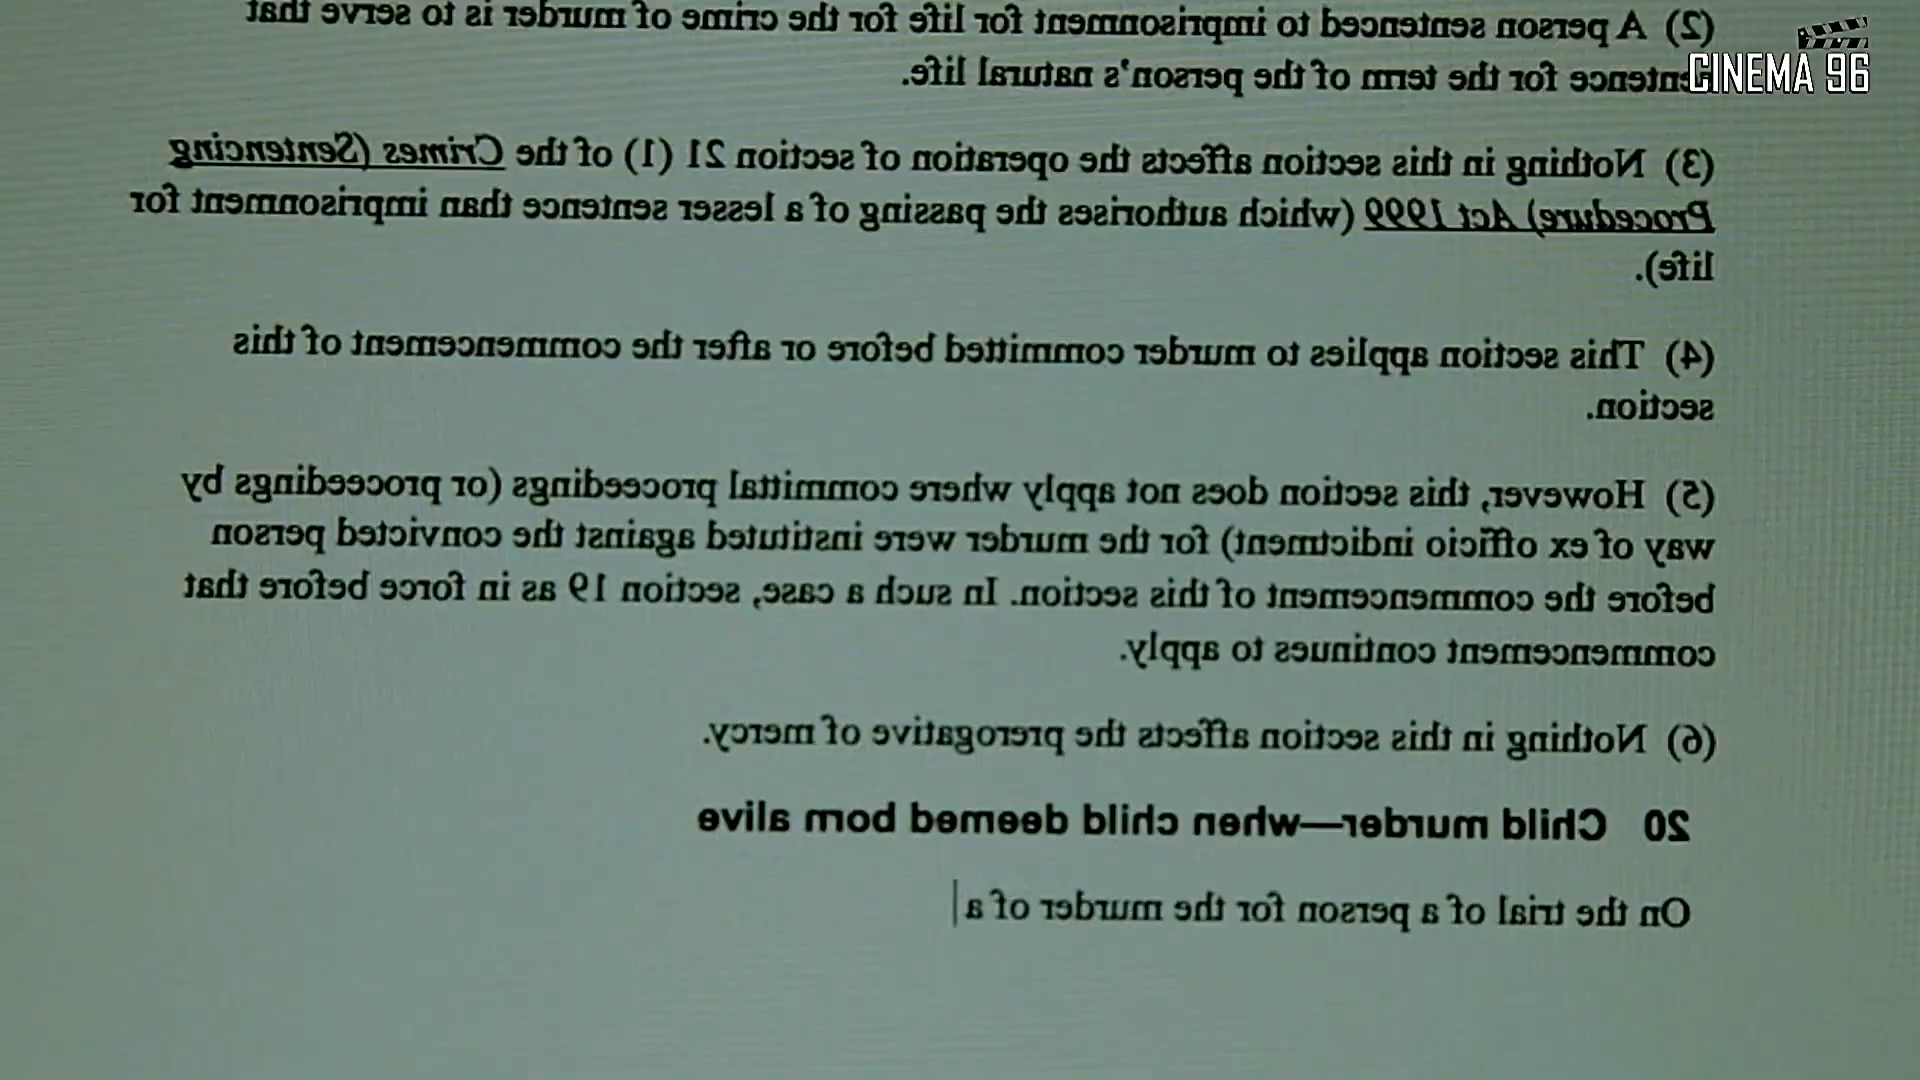 (2) A person sentenced to imprisonment for life for the crime of murder is to serve that
sentence for the term of the person's natural life.
CINEMA 96
(3) Nothing in this section affects the operation of section 21 (1) of the Crimes (Sentencing
Procedure) Act 1999 (which authorises the passing of a lesser sentence than imprisonment for
life).
(4) This section applies to murder committed before or after the commencement of this
section.
(5) However, this section does not apply where committal proceedings (or proceedings by
way of ex officio indictment) for the murder were instituted against the convicted person
before the commencement of this section. In such a case, section 19 as in force before that
commencement continues to apply.
(6) Nothing in this section affects the prerogative of mercy.
20 Child murder—when child deemed born alive
On the trial of a person for the murder of a